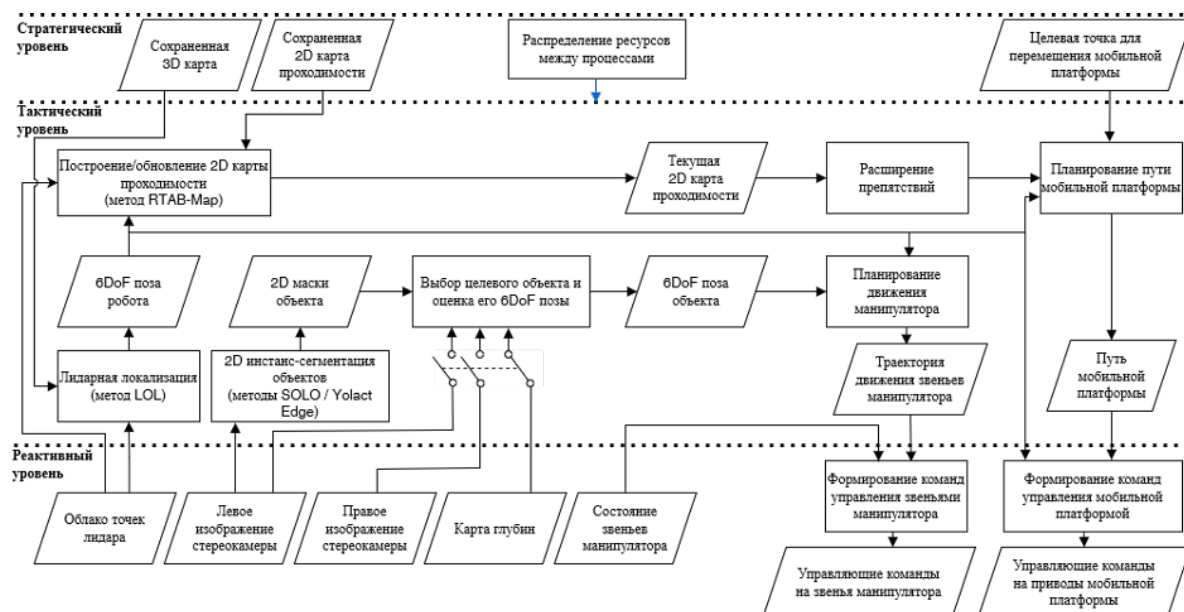 Стратегический
уровень
Сохраненная
3D карта
Сохраненная
2D карта
проходимости
Распределение ресурсов
между процессами
Целевая точка для
перемещения мобильной
платформы
Тактический
уровень
Построение/обновление 2D карты
проходимости
(метод RTAB-Map)
Текущая
2D карта
проходимости
Расширение
препятствий
Планирование пути
мобильной платформы
6DoF поза
робота
2D маски
объекта
Выбор целевого объекта и
оценка его 6DoF позы
6DoF поза
объекта
Планирование
движения
манипулятора
Лидарная локализация
(метод LOL)
2D инстанс-сегментация
объектов
(методы SOLO / Yolact
Edge)
Траектория
движения звеньев
манипулятора
Путь
мобильной
платформы
Реактивный
уровень
Облако точек
лидара
Левое
изображение
стереокамеры
Правое
изображение
стереокамеры
Карта глубин
Состояние
звеньев
манипулятора
Формирование команд
управления звеньями
манипулятора
Формирование команд
управления мобильной
платформой
Управляющие команды
на звенья манипулятора
Управляющие команды
на приводы мобильной
платформы